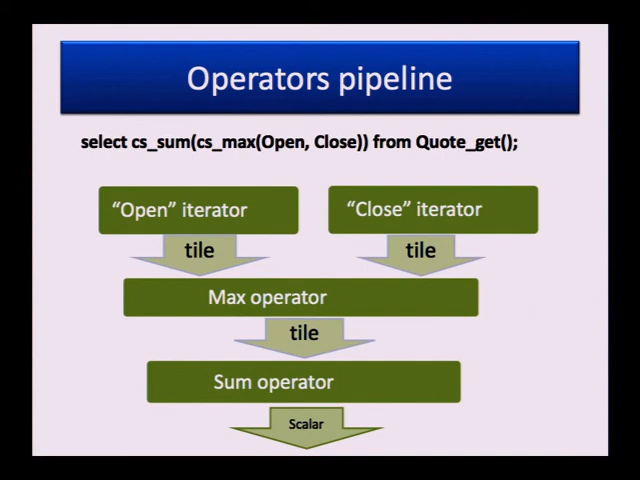 Operators pipeline
select cs_sum(cs_max(Open, Close)) from Quote_get();
“Open” iterator
“Close” iterator
tile
tile
Max operator
tile
Sum operator
Scalar